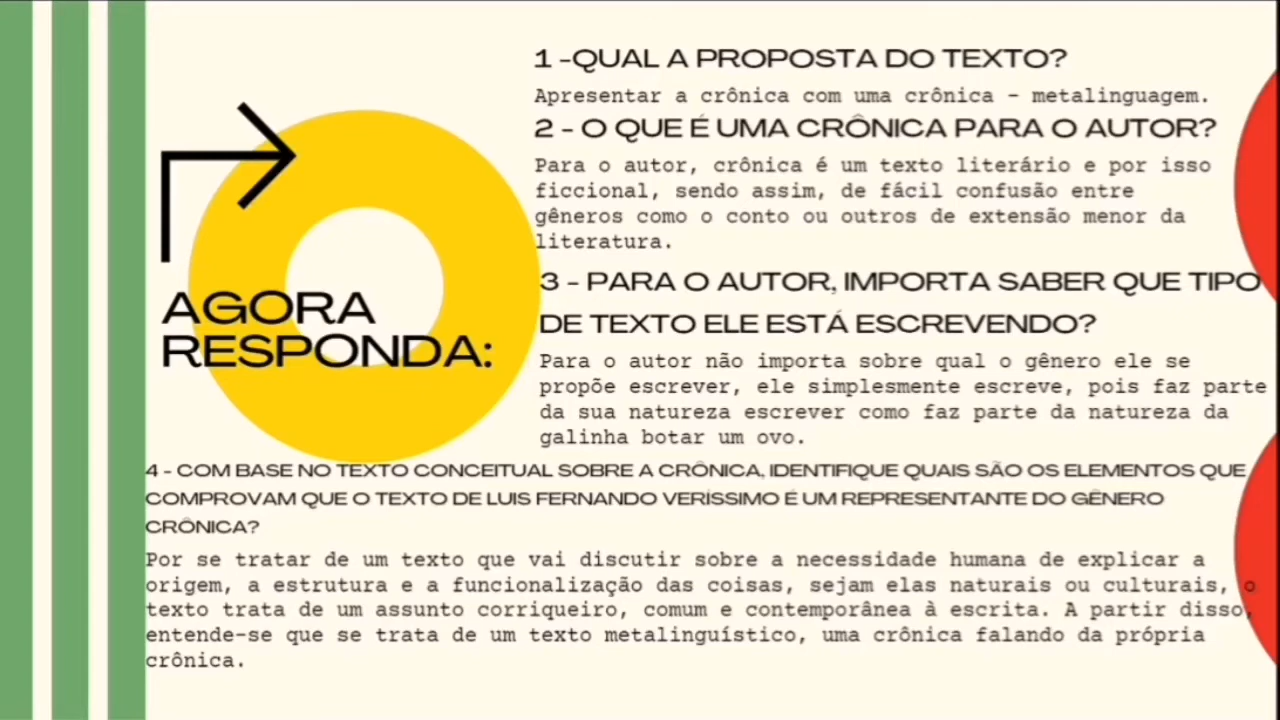 AGORA
RESPONDA:
1 -QUAL A PROPOSTA DO TEXTO?
Apresentar a crônica com uma crônica - metalinguagem.
2 - O QUE É UMA CRÔNICA PARA O AUTOR?
Para o autor, crônica é um texto literário e por isso
ficcional, sendo assim, de fácil confusão entre
gêneros como o conto ou outros de extensão menor da
literatura.
3 - PARA O AUTOR, IMPORTA SABER QUE TIPO
DE TEXTO ELE ESTÁ ESCREVENDO?
Para o autor não importa sobre qual o gênero ele se
propõe escrever, ele simplesmente escreve, pois faz parte
da sua natureza escrever como faz parte da natureza da
galinha botar um ovo.
4 - COM BASE NO TEXTO CONCEITUAL SOBRE A CRÔNICA, IDENTIFIQUE QUAIS SÃO OS ELEMENTOS QUE
COMPROVAM QUE O TEXTO DE LUIS FERNANDO VERÍSSIMO É UM REPRESENTANTE DO GÊNERO
CRÔNICA?
Por se tratar de um texto que vai discutir sobre a necessidade humana de explicar a
origem, a estrutura e a funcionalização das coisas, sejam elas naturais ou culturais, o
texto trata de um assunto corriqueiro, comum e contemporânea à escrita. A partir disso,
entende-se que se trata de um texto metalinguístico, uma crônica falando da própria
crônica.